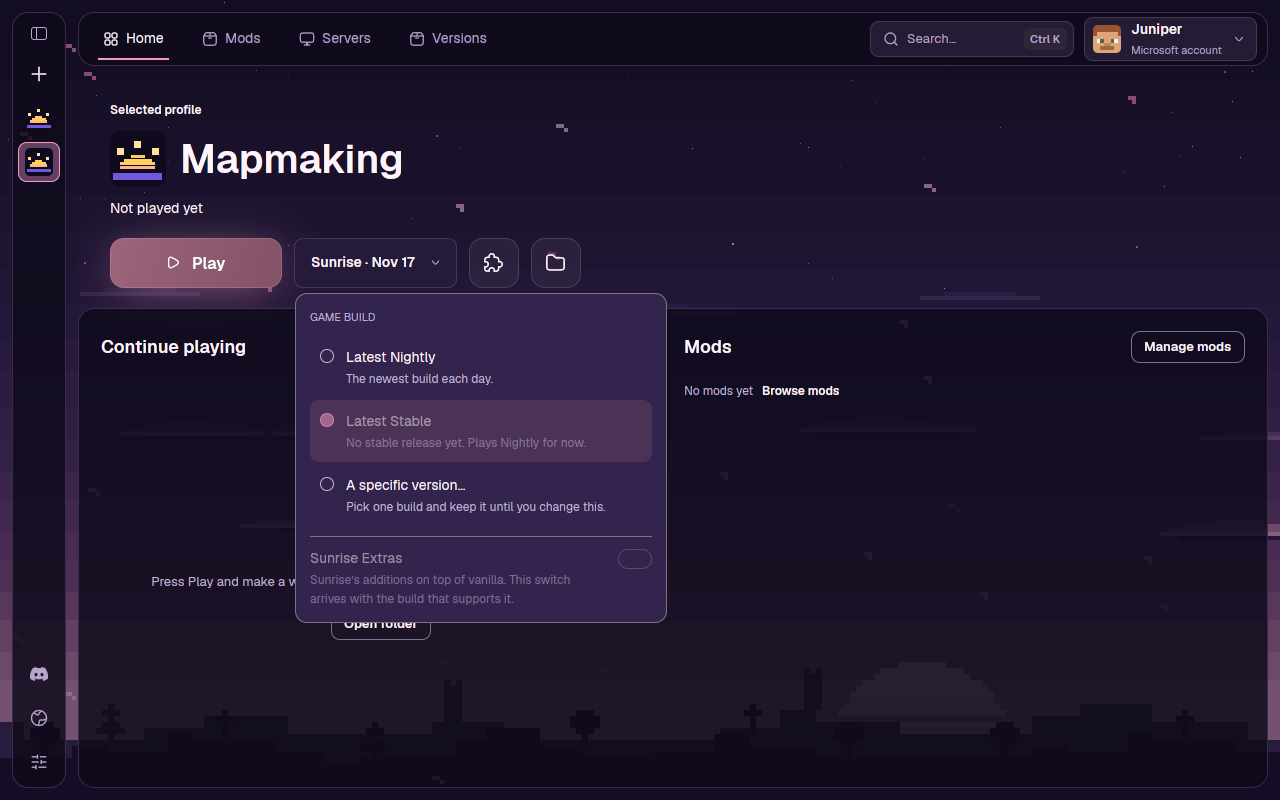 Home
Mods
Servers
Versions
Search...
Ctrl K
Juniper
Microsoft account
Selected profile
Mapmaking
Not played yet
Play
Sunrise · Nov 17
GAME BUILD
Latest Nightly
The newest build each day.
Latest Stable
No stable release yet. Plays Nightly for now.
A specific version...
Pick one build and keep it until you change this.
Sunrise Extras
Sunrise's additions on top of vanilla. This switch
arrives with the build that supports it.
Continue playing
Press Play and make a
Open folder
Mods
Manage mods
No mods yet
Browse mods